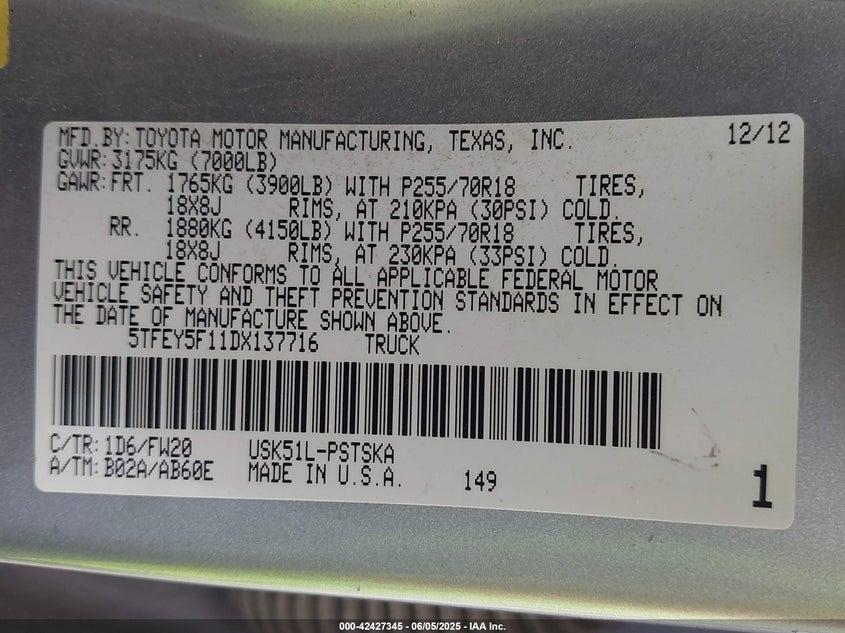 MFD.BY:TOYOTA MOTOR MANUFACTURING, TEXAS, INC. 12/12
GVWR:3175KG (7000LB)
GAWR:FRT. 1765KG (3900LB) WITH P255/70R18 TIRES,
18X8J RIMS, AT 210KPA (30PSI) COLD.
RR. 1880KG (4150LB) WITH P255/70R18 TIRES,
18X8J RIMS, AT 230KPA (33PSI) COLD.
THIS VEHICLE CONFORMS TO ALL APPLICABLE FEDERAL MOTOR
VEHICLE SAFETY AND THEFT PREVENTION STANDARDS IN EFFECT ON
THE DATE OF MANUFACTURE SHOWN ABOVE.
5TFEY5F11DX137716 TRUCK
C/TR:1D6/FW20 USK51L-PSTSKA
A/TM:B02A/AB60E MADE IN U.S.A. 149 1
000-42427345 - 06/05/2025 - IAA Inc.